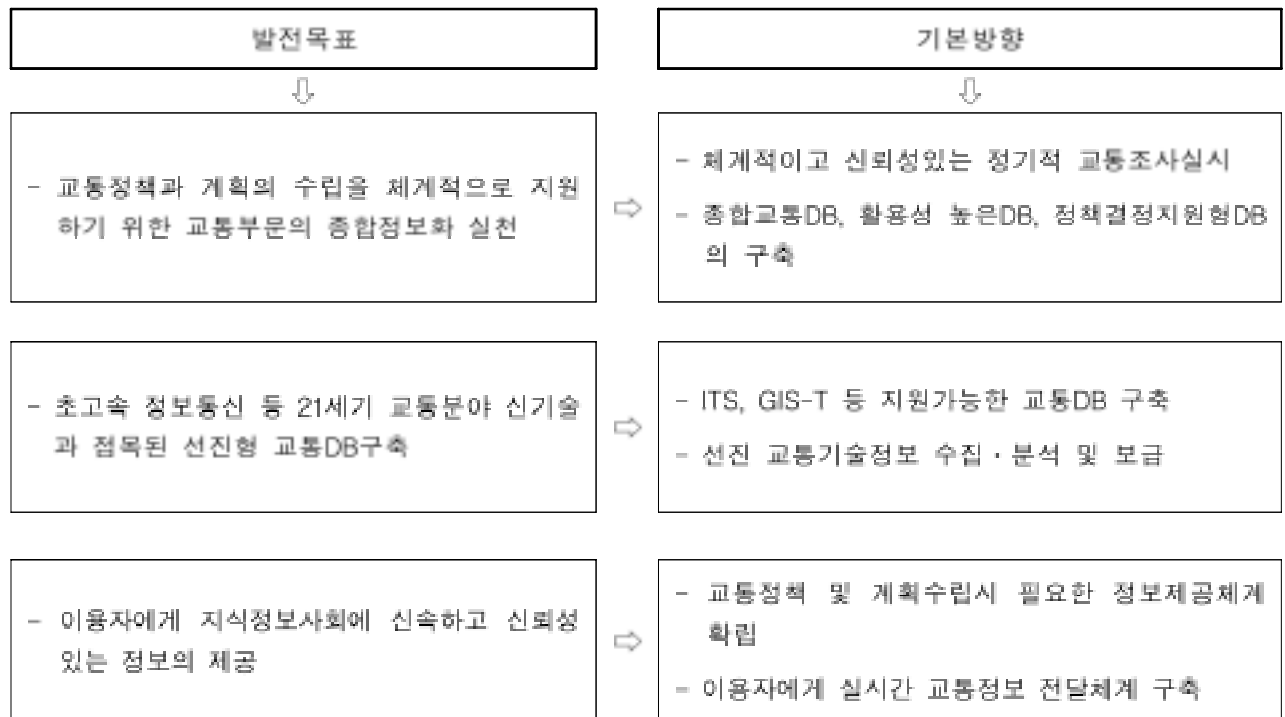 발전목표
기본방향
- 교통정책과 계획의 수립을 체계적으로 지원
하기 위한 교통부문의 종합정보화 실천
- 체계적이고 신뢰성있는 정기적 교통조사실시
- 종합교통DB, 활용성 높은DB, 정책결정지원형DB
의 구축
- 초고속 정보통신 등 21세기 교통분야 신기술
과 접목된 선진형 교통DB구축
- ITS, GIS-T 등 지원가능한 교통DB 구축
- 선진 교통기술정보 수집·분석 및 보급
- 이용자에게 지식정보사회에 신속하고 신뢰성
있는 정보의 제공
- 교통정책 및 계획수립시 필요한 정보제공체계
확립
- 이용자에게 실시간 교통정보 전달체계 구축